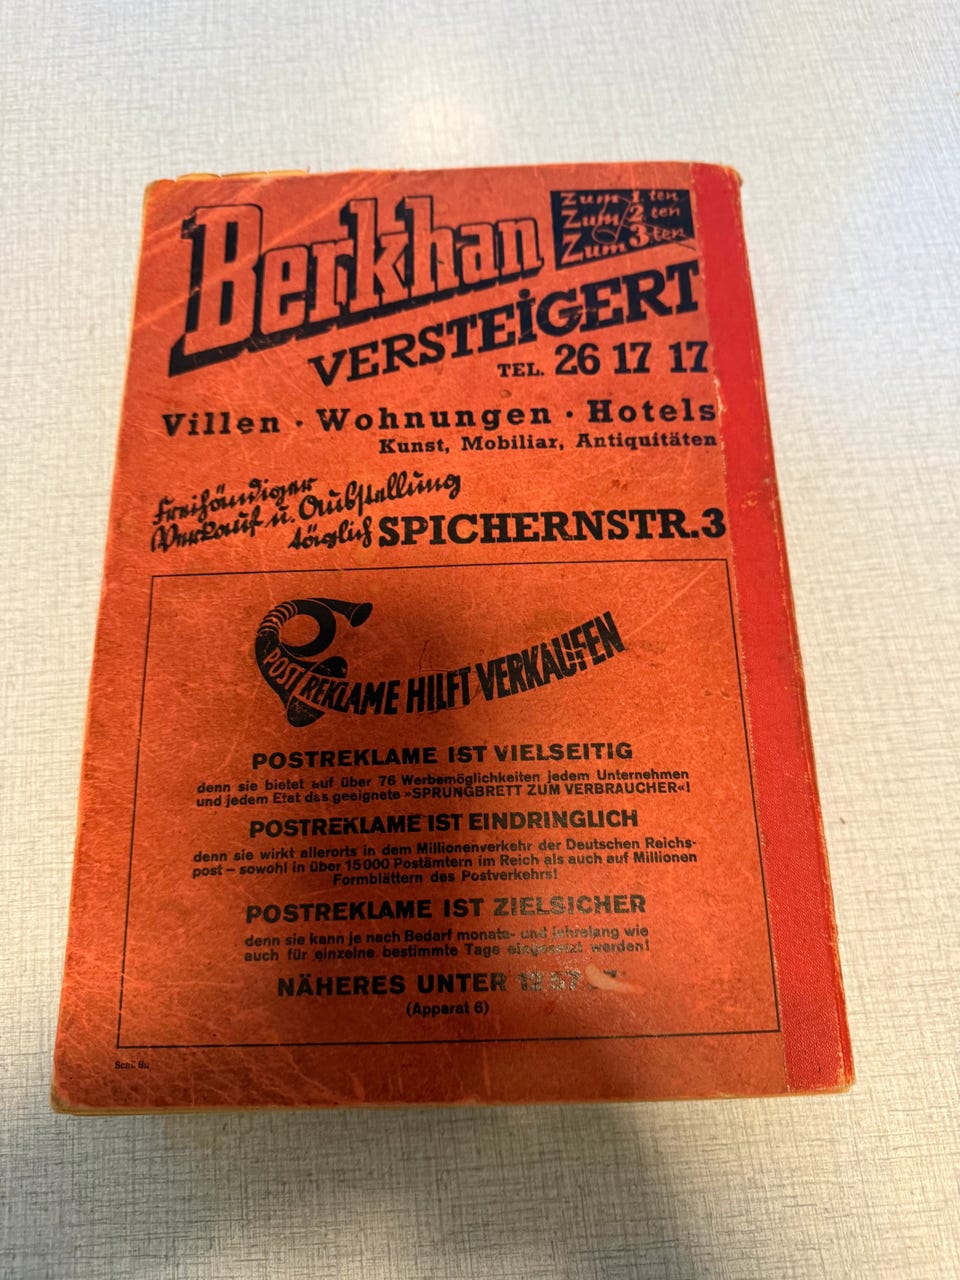 Berkhan
Zum 1. ten
Zum 2. ten
Zum 3. ten
VERSTEIGERT
TEL. 26 17 17
Villen · Wohnungen · Hotels
Kunst, Mobiliar, Antiquitäten
Freihändiger
Verkauf u. Ausstellung
täglich SPICHERNSTR. 3
POSTREKLAME HILFT VERKAUFEN
POSTREKLAME IST VIELSEITIG
denn sie bietet auf über 76 Werbemöglichkeiten jedem Unternehmen
und jedem Etat das geeignete »SPRUNGBRETT ZUM VERBRAUCHER«!
POSTREKLAME IST EINDRINGLICH
denn sie wirkt allerorts in dem Millionenverkehr der Deutschen Reichs-
post – sowohl in über 15000 Postämtern im Reich als auch auf Millionen
Formblättern des Postverkehrs!
POSTREKLAME IST ZIELSICHER
denn sie kann je nach Bedarf monate- und jahrelang wie
auch für einzelne bestimmte Tage eingesetzt werden!
NÄHERES UNTER
(Apparat 6)